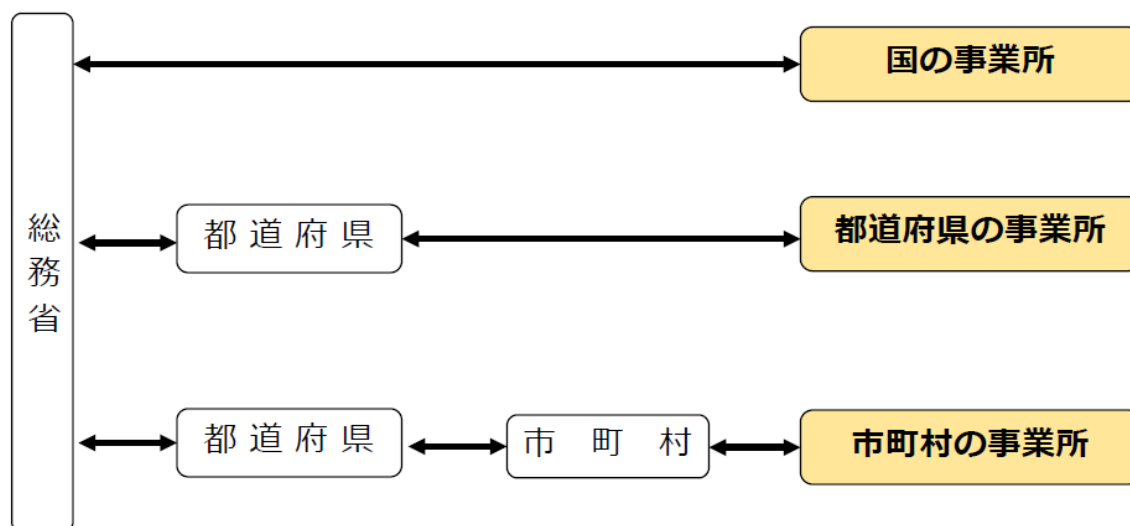 国の事業所
総務省
都道府県
都道府県の事業所
都道府県
市町村
市町村の事業所